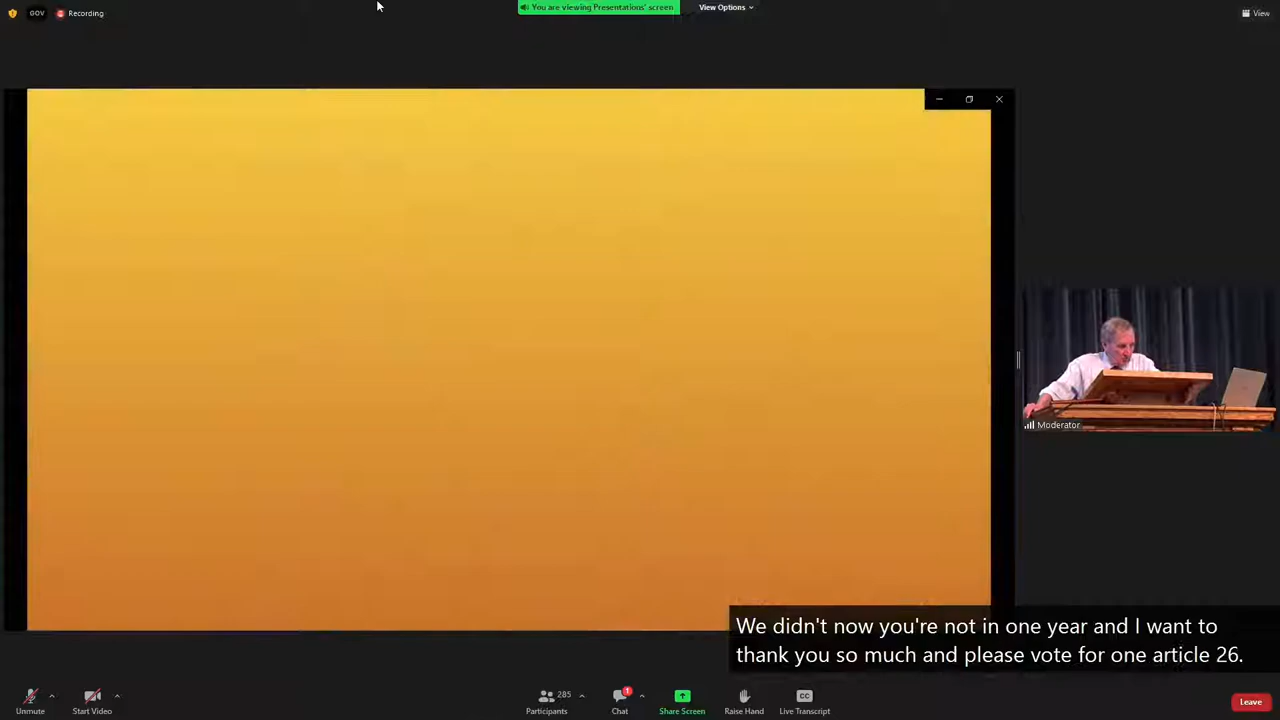 GOV
Recording
You are viewing Presentations' screen
View Options
View
Moderator
We didn't now you're not in one year and I want to
thank you so much and please vote for one article 26.
Unmute
Start Video
285
Participants
1
Chat
Share Screen
Raise Hand
CC
Live Transcript
Leave